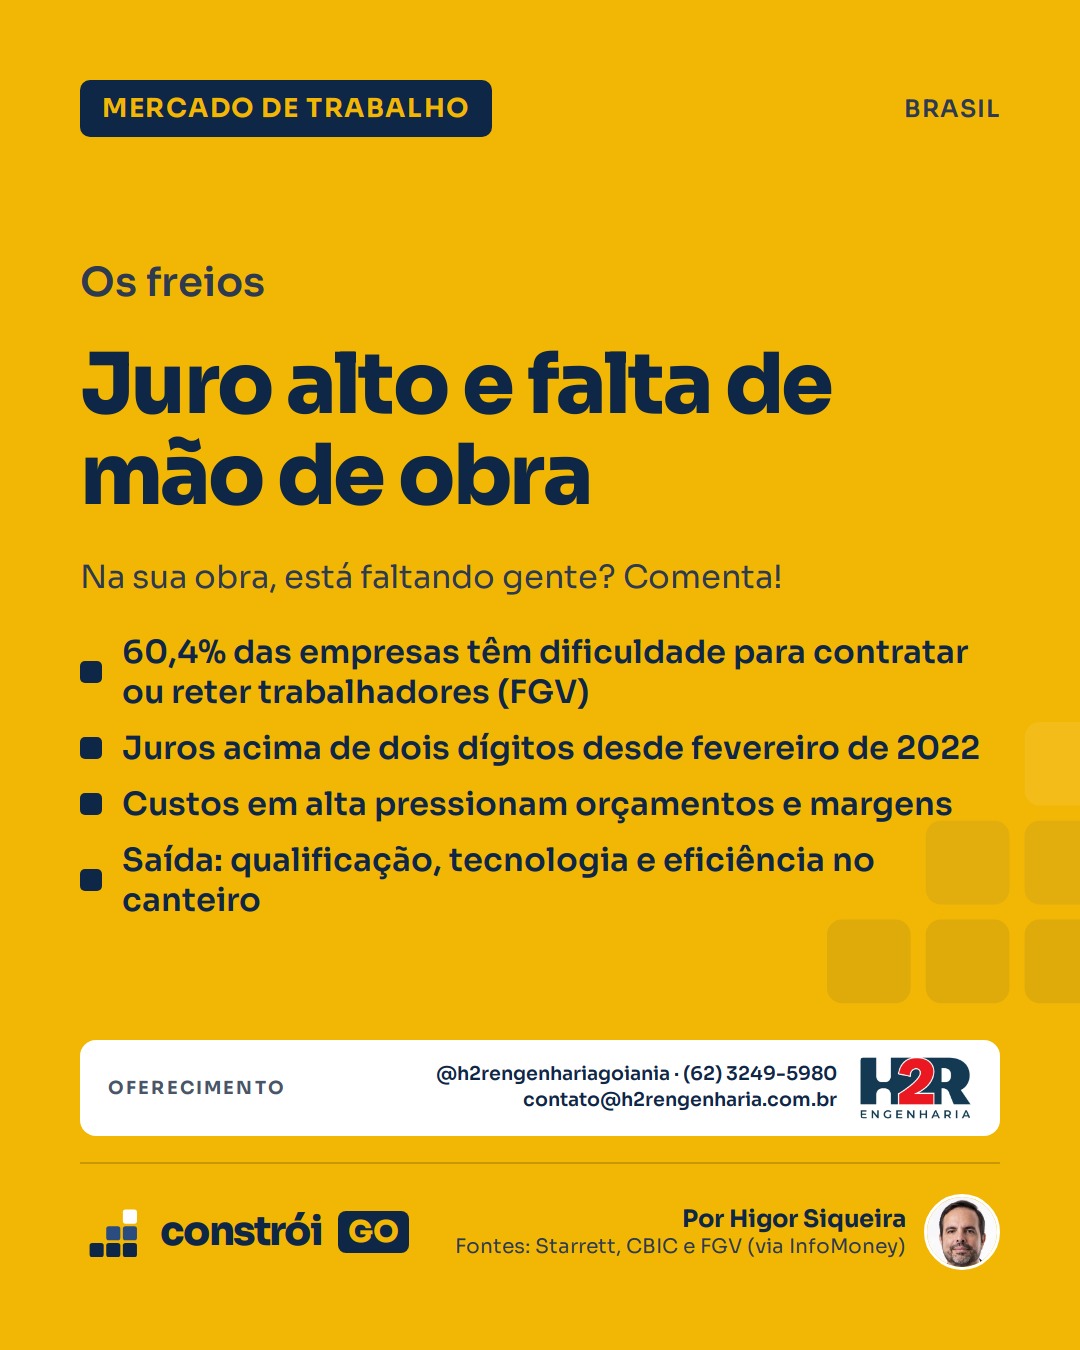 MERCADO DE TRABALHO
BRASIL
Os freios
Juro alto e falta de
mão de obra
Na sua obra, está faltando gente? Comenta!
60,4% das empresas têm dificuldade para contratar
ou reter trabalhadores (FGV)
Juros acima de dois dígitos desde fevereiro de 2022
Custos em alta pressionam orçamentos e margens
Saída: qualificação, tecnologia e eficiência no
canteiro
OFERECIMENTO
@h2rengenhariagoiania · (62) 3249-5980
contato@h2rengenharia.com.br
H2R
ENGENHARIA
constrói GO
Por Higor Siqueira
Fontes: Starrett, CBIC e FGV (via InfoMoney)